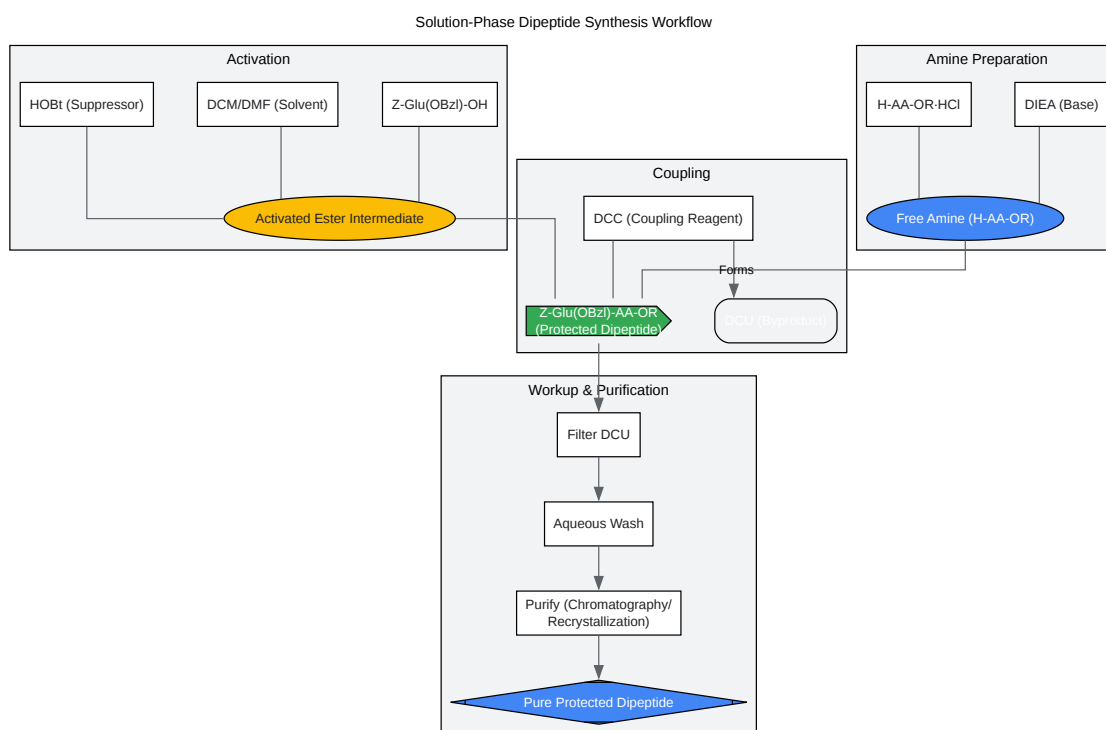 Solution-Phase Dipeptide Synthesis Workflow
Activation
HOBt (Suppressor)
DCM/DMF (Solvent)
Z-Glu(OBzl)-OH
Activated Ester Intermediate
Amine Preparation
H-AA-OR·HCl
DIEA (Base)
Free Amine (H-AA-OR)
Coupling
DCC (Coupling Reagent)
Forms
Z-Glu(OBzl)-AA-OR
(Protected Dipeptide)
DCU (Byproduct)
Workup & Purification
Filter DCU
Aqueous Wash
Purify (Chromatography/
Recrystallization)
Pure Protected Dipeptide